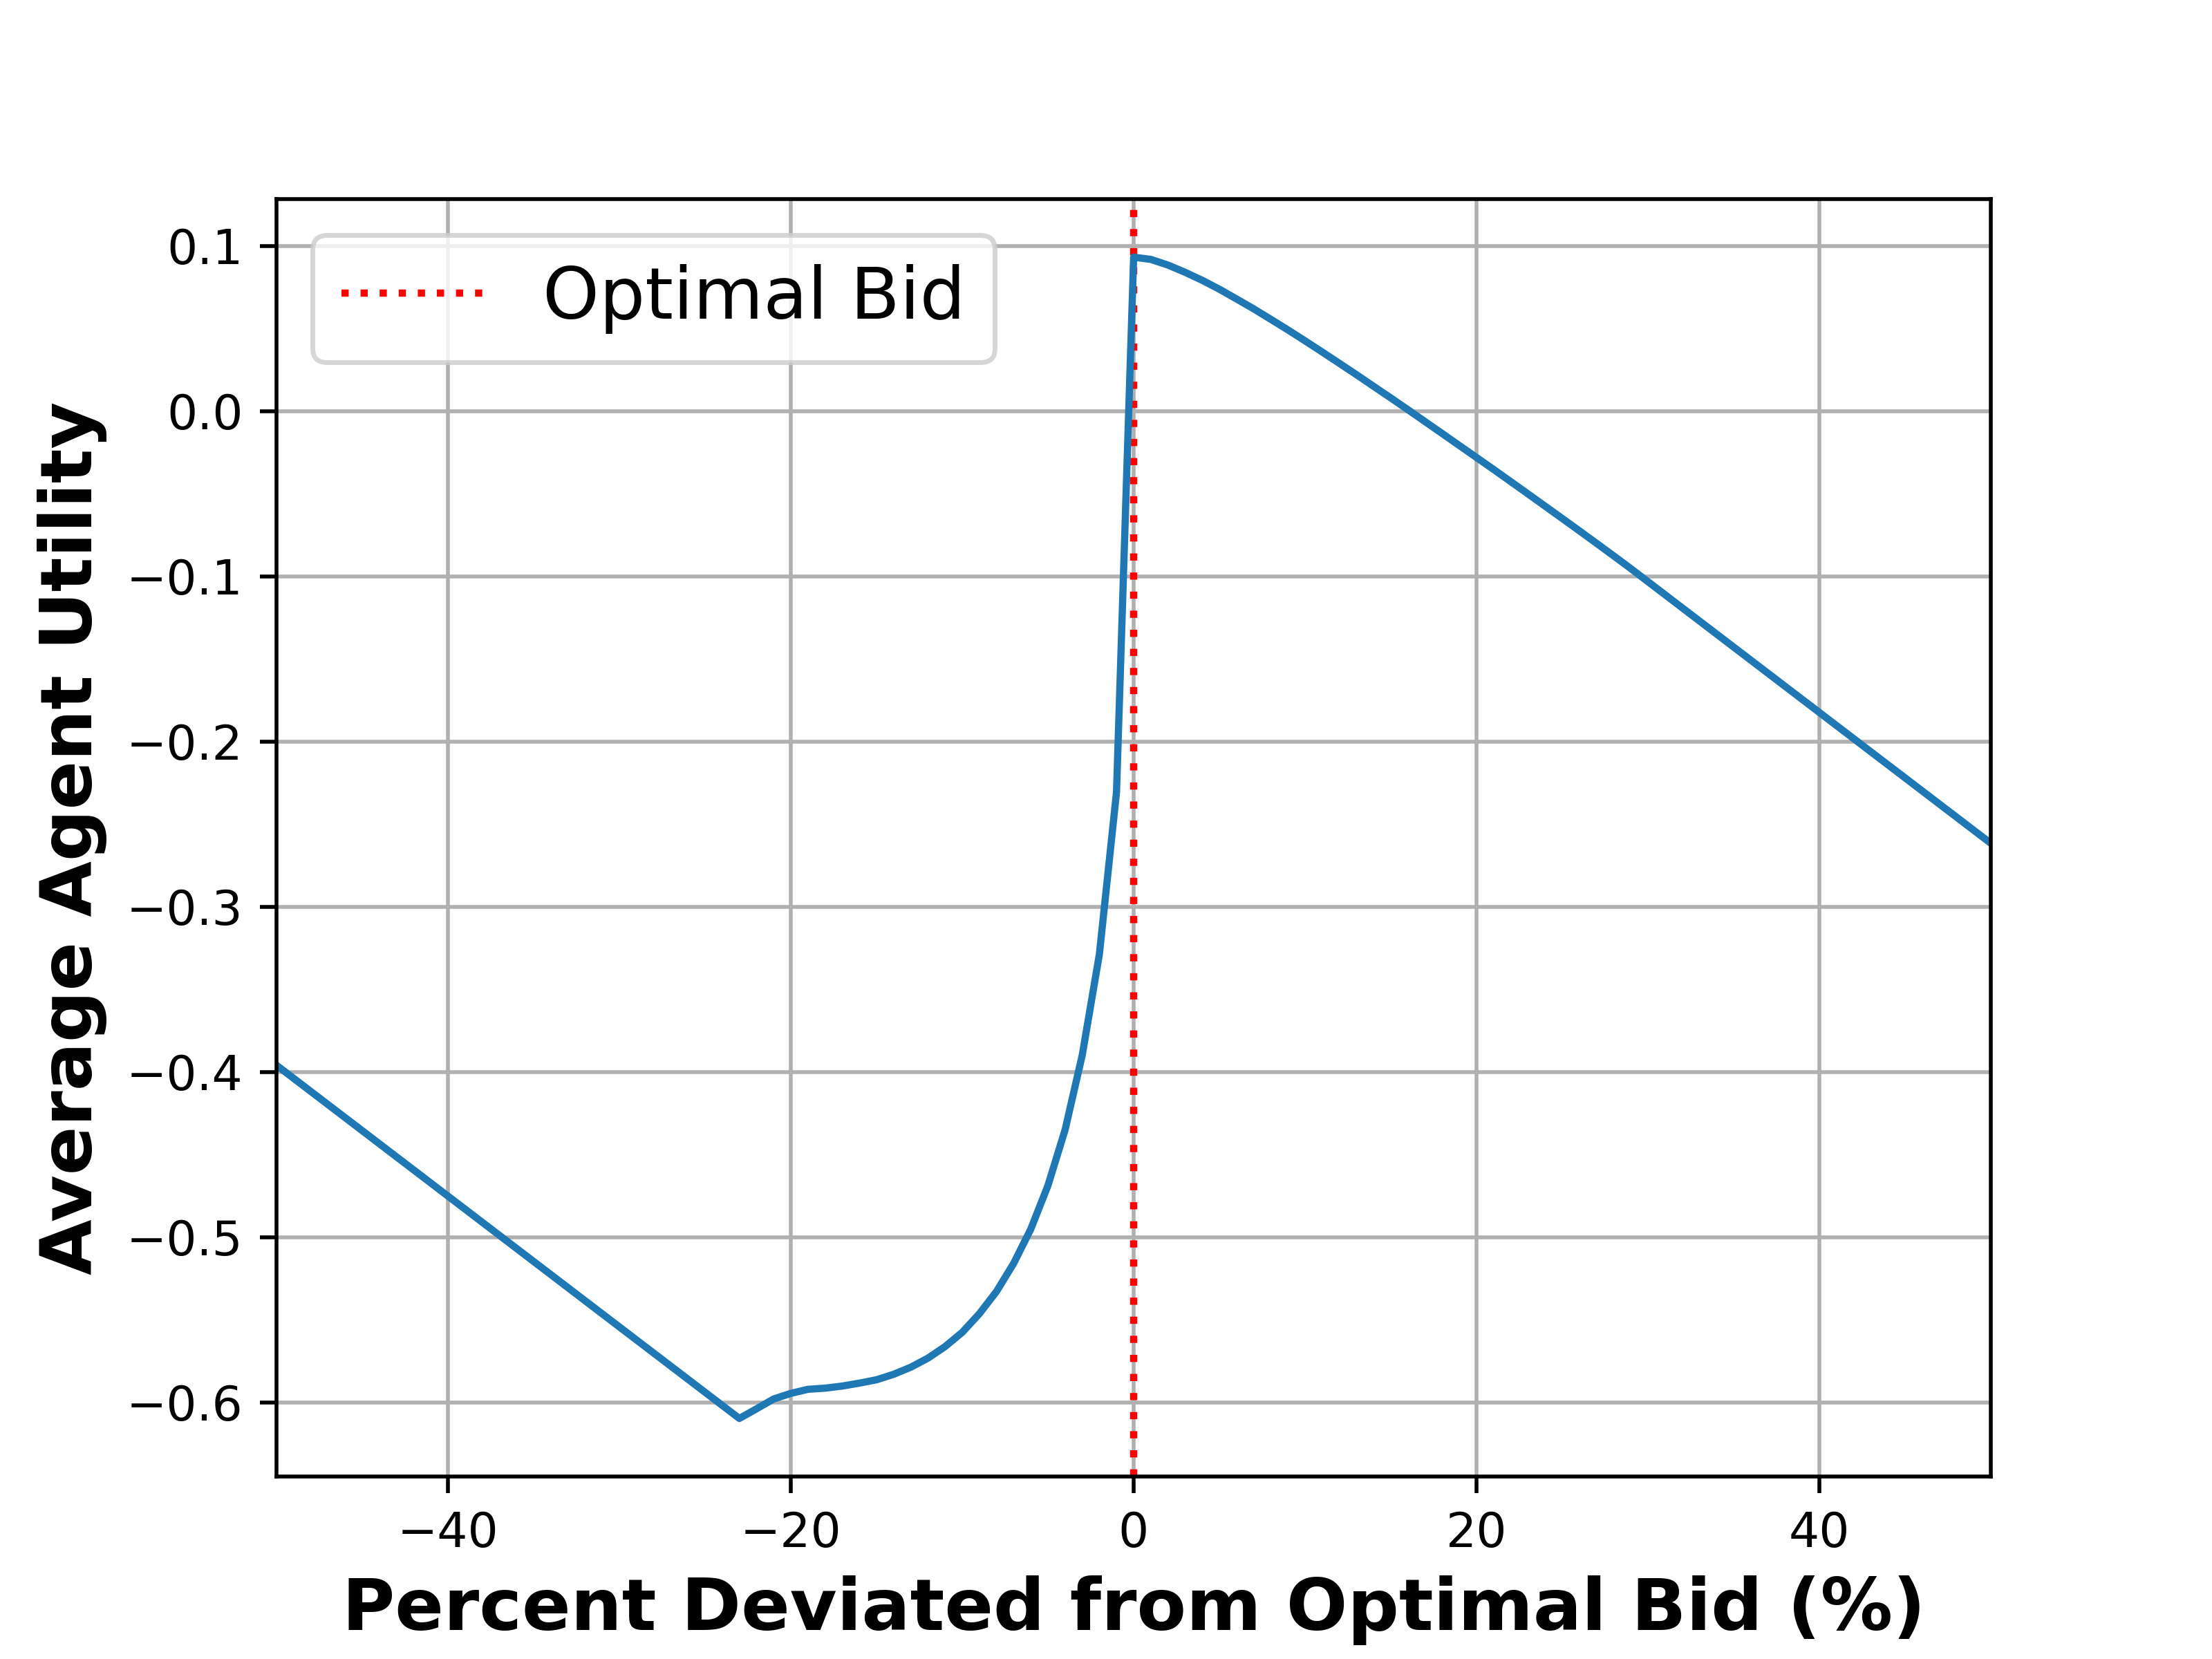 Optimal Bid
0.1
0.0
−0.1
−0.2
−0.3
−0.4
−0.5
−0.6
Average Agent Utility
−40 −20 0 20 40
Percent Deviated from Optimal Bid (%)